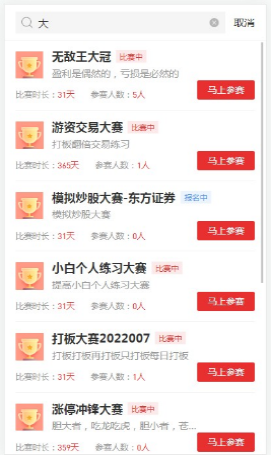 大 取消
无敌王大冠 比赛中
盈利是偶然的，亏损是必然的
比赛时长：31天 参赛人数：5人 马上参赛
游资交易大赛 比赛中
打板翻倍交易练习
比赛时长：365天 参赛人数：1人 马上参赛
模拟炒股大赛-东方证券 报名中
模拟炒股大赛
比赛时长：31天 参赛人数：0人 马上参赛
小白个人练习大赛 比赛中
提高小白个人练习大赛
比赛时长：31天 参赛人数：0人 马上参赛
打板大赛2022007 比赛中
打板打板再打板只打板每日打板
比赛时长：31天 参赛人数：1人 马上参赛
涨停冲锋大赛 比赛中
胆大者，吃龙吃虎，胆小者，苍...
比赛时长：359天 参赛人数：0人 马上参赛